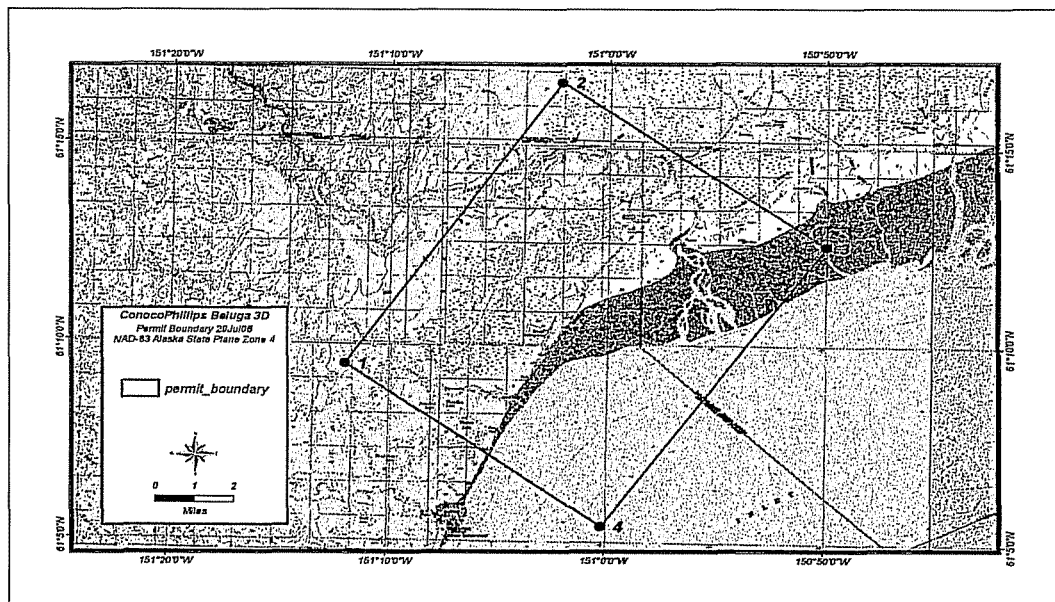 151°20'0"W 151°10'0"W 151°0'0"W 150°50'0"W
2
61°15'0"N 61°15'0"N
ConocoPhillips Beluga 3D
Permit Boundary 20Jul06
NAD-83 Alaska State Plane Zone 4
permit_boundary
0 1 2
Miles
61°10'0"N 61°10'0"N
1
4
61°5'0"N 61°5'0"N
151°20'0"W 151°10'0"W 151°0'0"W 150°50'0"W